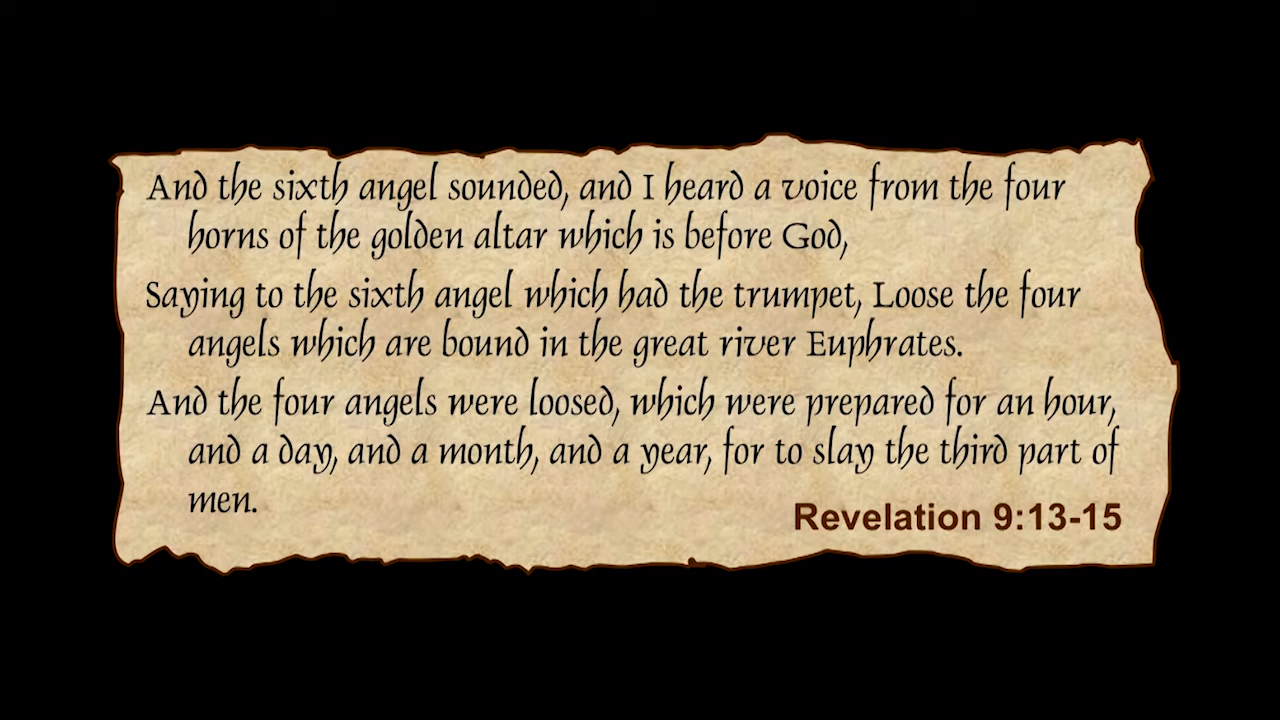 And the sixth angel sounded, and I heard a voice from the four
horns of the golden altar which is before God,
Saying to the sixth angel which had the trumpet, Loose the four
angels which are bound in the great river Euphrates.
And the four angels were loosed, which were prepared for an hour,
and a day, and a month, and a year, for to slay the third part of
men.
Revelation 9:13-15